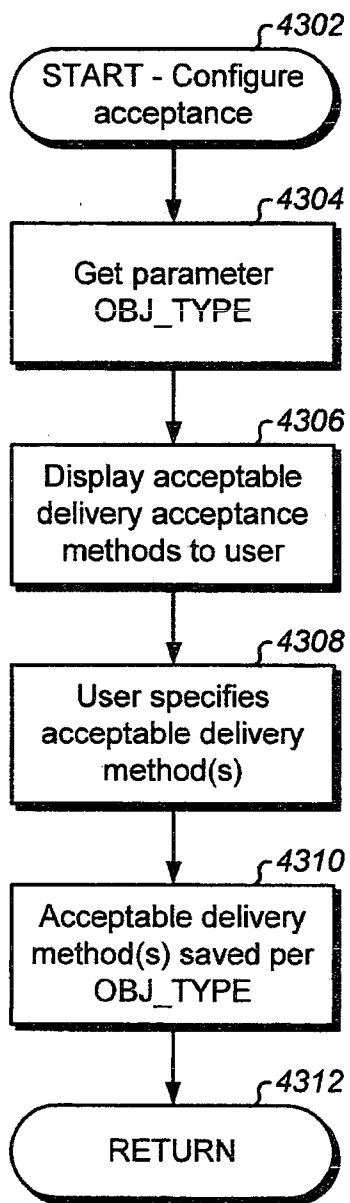 4302
START - Configure
acceptance
4304
Get parameter
OBJ_TYPE
4306
Display acceptable
delivery acceptance
methods to user
4308
User specifies
acceptable delivery
method(s)
4310
Acceptable delivery
method(s) saved per
OBJ_TYPE
4312
RETURN